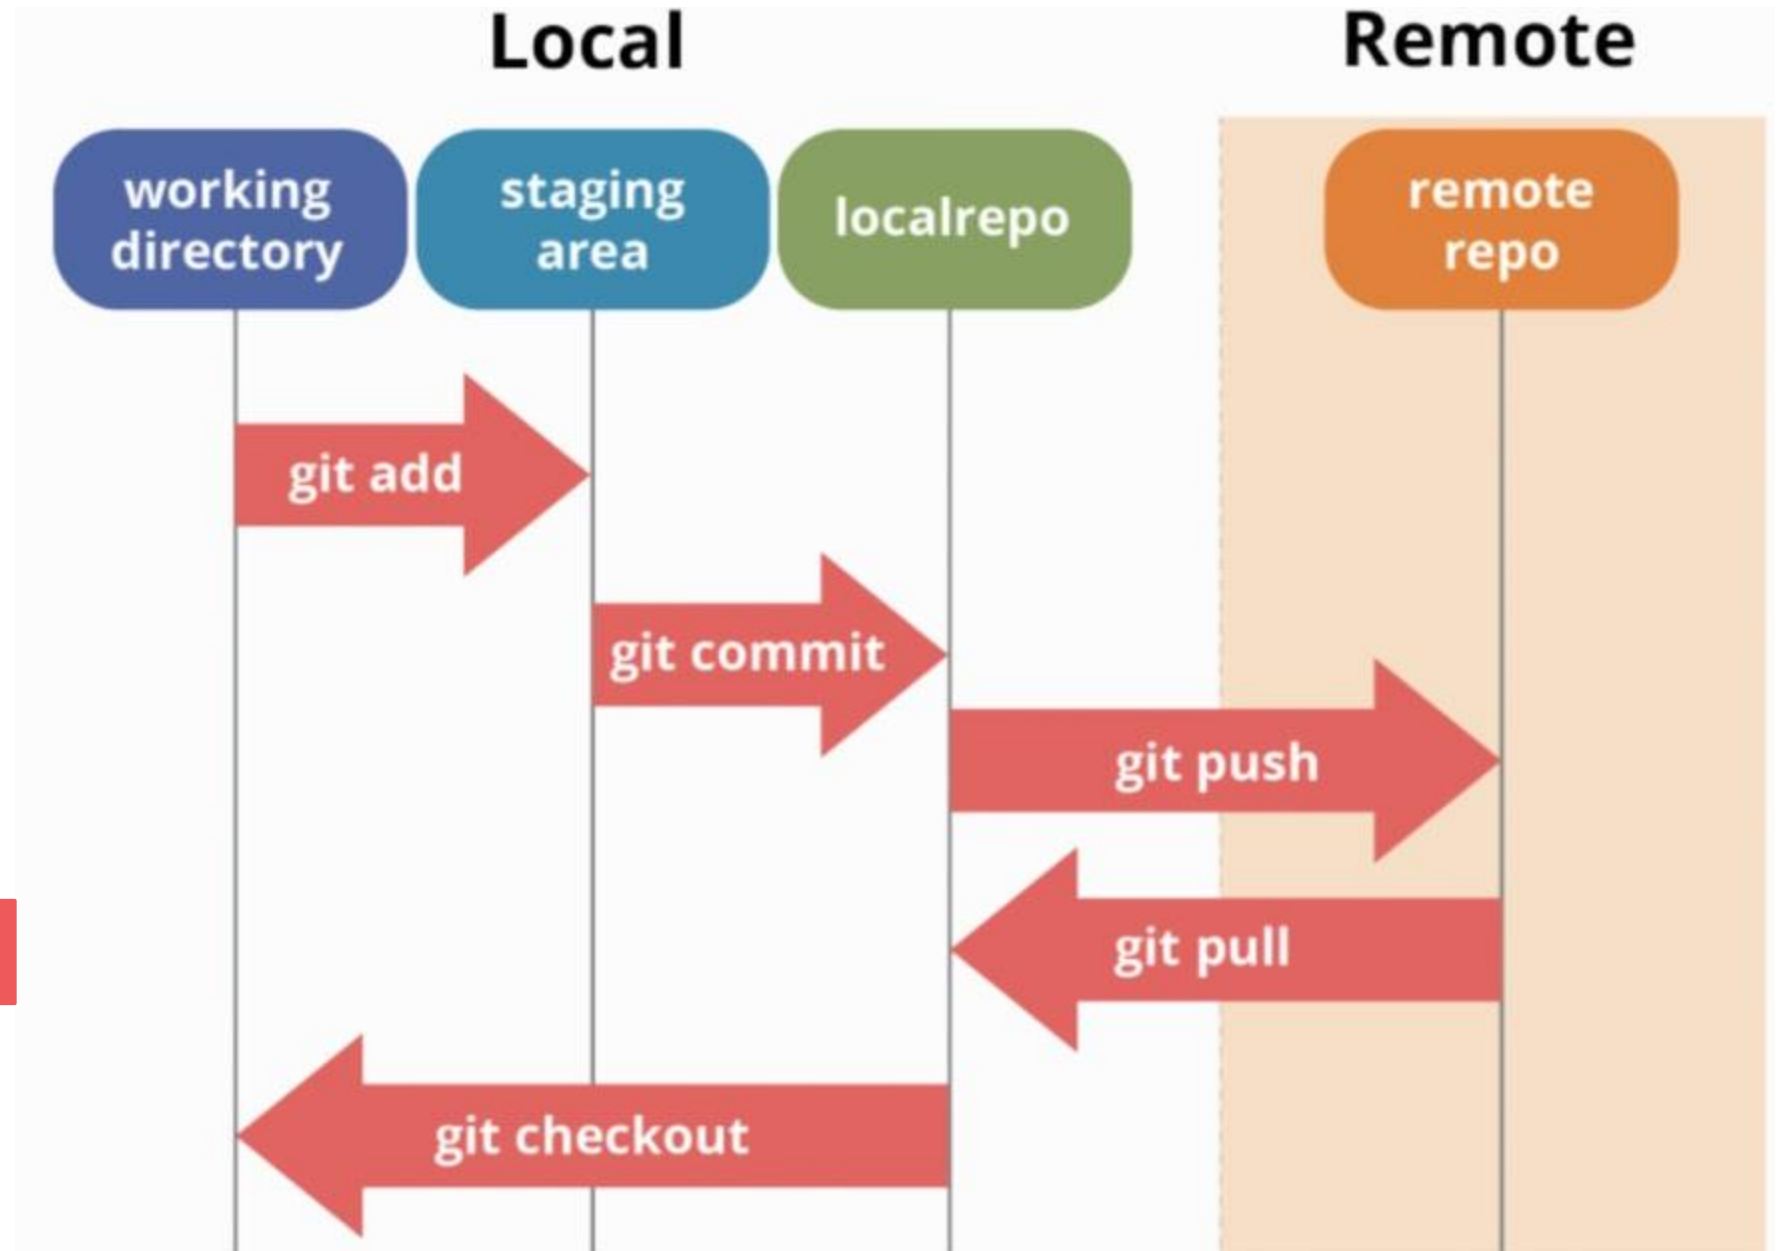 Local
Remote
working
directory
staging
area
localrepo
remote
repo
git add
git commit
git push
git pull
git checkout